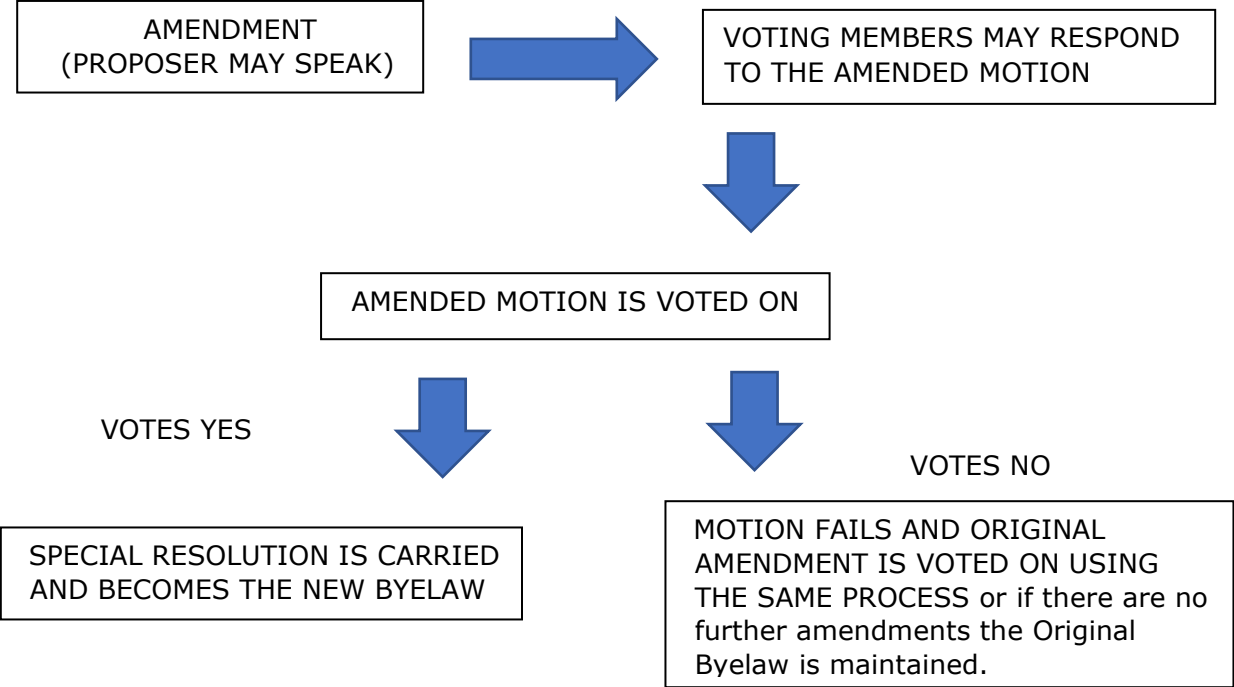 AMENDMENT
(PROPOSER MAY SPEAK)
VOTING MEMBERS MAY RESPOND
TO THE AMENDED MOTION
AMENDED MOTION IS VOTED ON
VOTES YES
VOTES NO
SPECIAL RESOLUTION IS CARRIED
AND BECOMES THE NEW BYELAW
MOTION FAILS AND ORIGINAL
AMENDMENT IS VOTED ON USING
THE SAME PROCESS or if there are no
further amendments the Original
Byelaw is maintained.